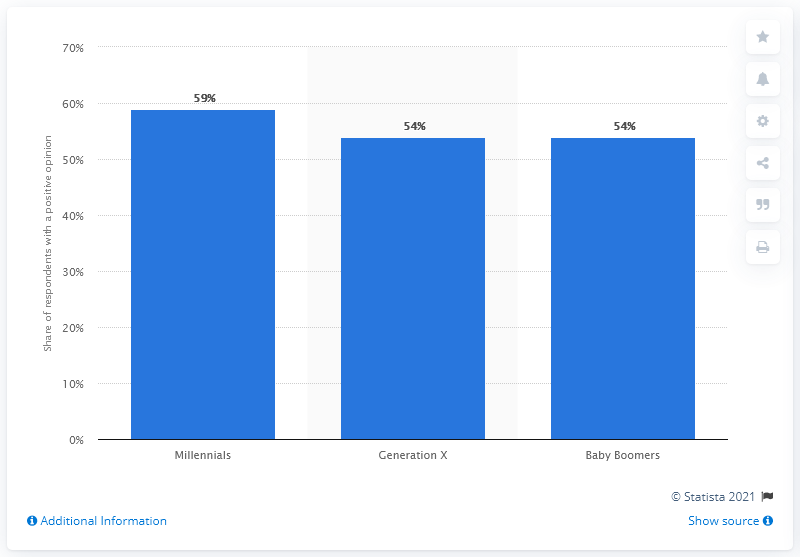 70%
60%
50%
40%
30%
20%
10%
0%
Share of respondents with a positive opinion
59%
54%
54%
Millennials
Generation X
Baby Boomers
© Statista 2021
Additional Information
Show source